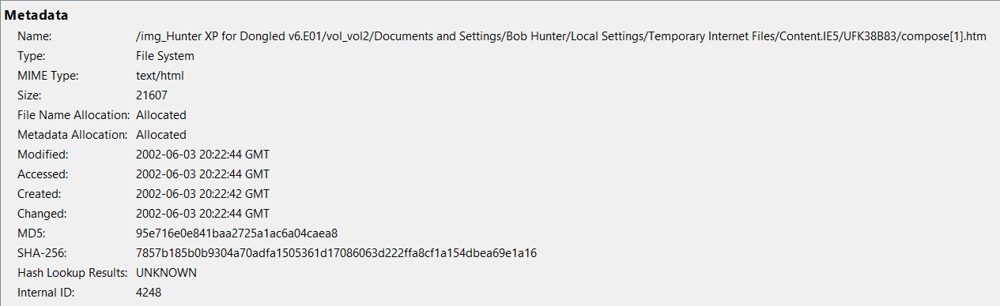 Metadata
Name: /img_Hunter XP for Dongled v6.E01/vol_vol2/Documents and Settings/Bob Hunter/Local Settings/Temporary Internet Files/Content.IE5/UFK38B83/compose[1].htm
Type: File System
MIME Type: text/html
Size: 21607
File Name Allocation: Allocated
Metadata Allocation: Allocated
Modified: 2002-06-03 20:22:44 GMT
Accessed: 2002-06-03 20:22:44 GMT
Created: 2002-06-03 20:22:42 GMT
Changed: 2002-06-03 20:22:44 GMT
MD5: 95e716e0e841baa2725a1ac6a04caea8
SHA-256: 7857b185b0b9304a70adfa1505361d17086063d222ffa8cf1a154dbea69e1a16
Hash Lookup Results: UNKNOWN
Internal ID: 4248